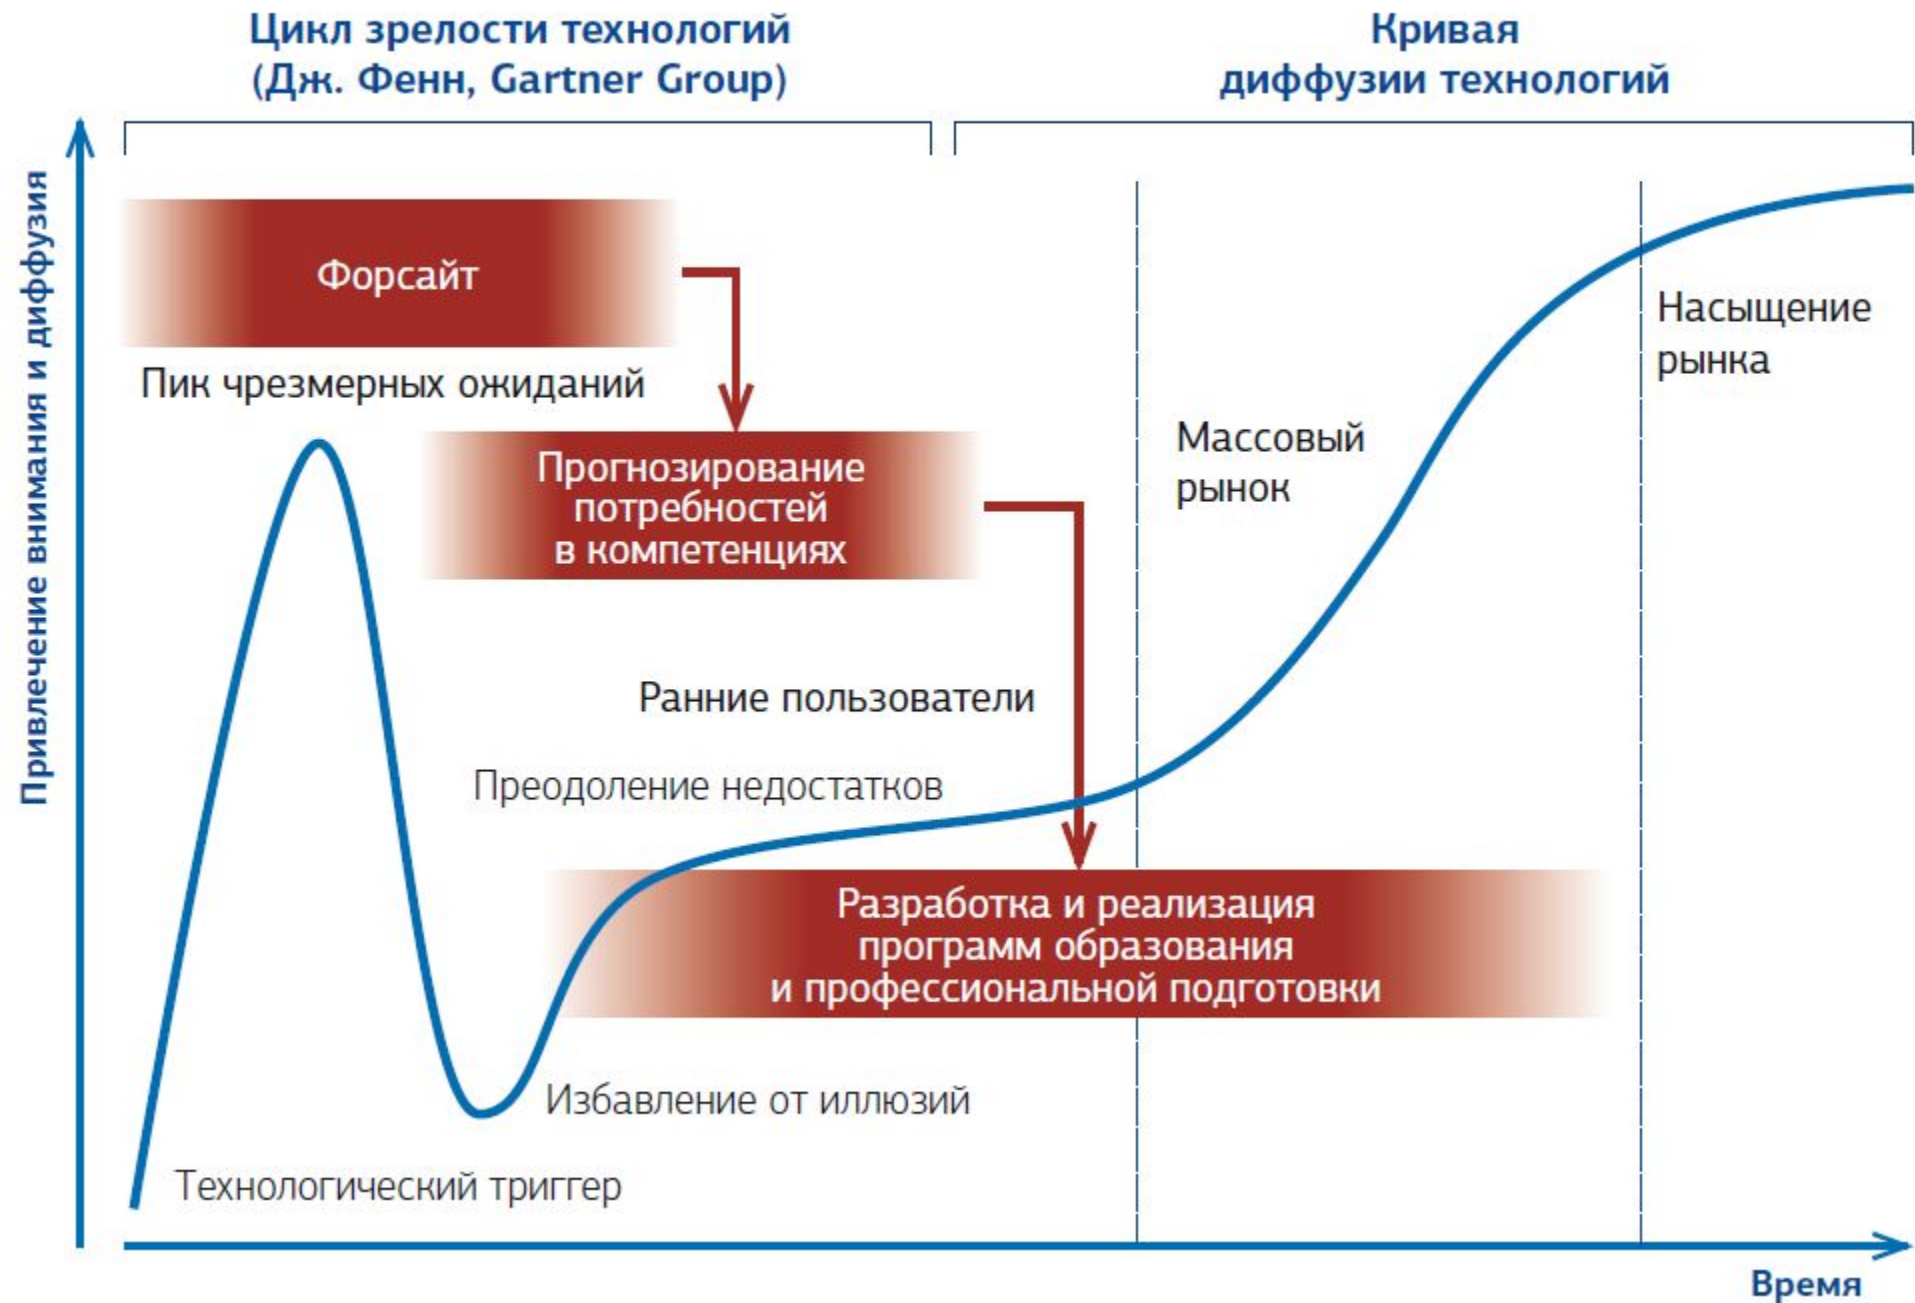 Цикл зрелости технологий
(Дж. Фенн, Gartner Group)
Кривая
диффузии технологий
Привлечение внимания и диффузия
Форсайт
Пик чрезмерных ожиданий
Прогнозирование
потребностей
в компетенциях
Насыщение
рынка
Массовый
рынок
Ранние пользователи
Преодоление недостатков
Разработка и реализация
программ образования
и профессиональной подготовки
Избавление от иллюзий
Технологический триггер
Время